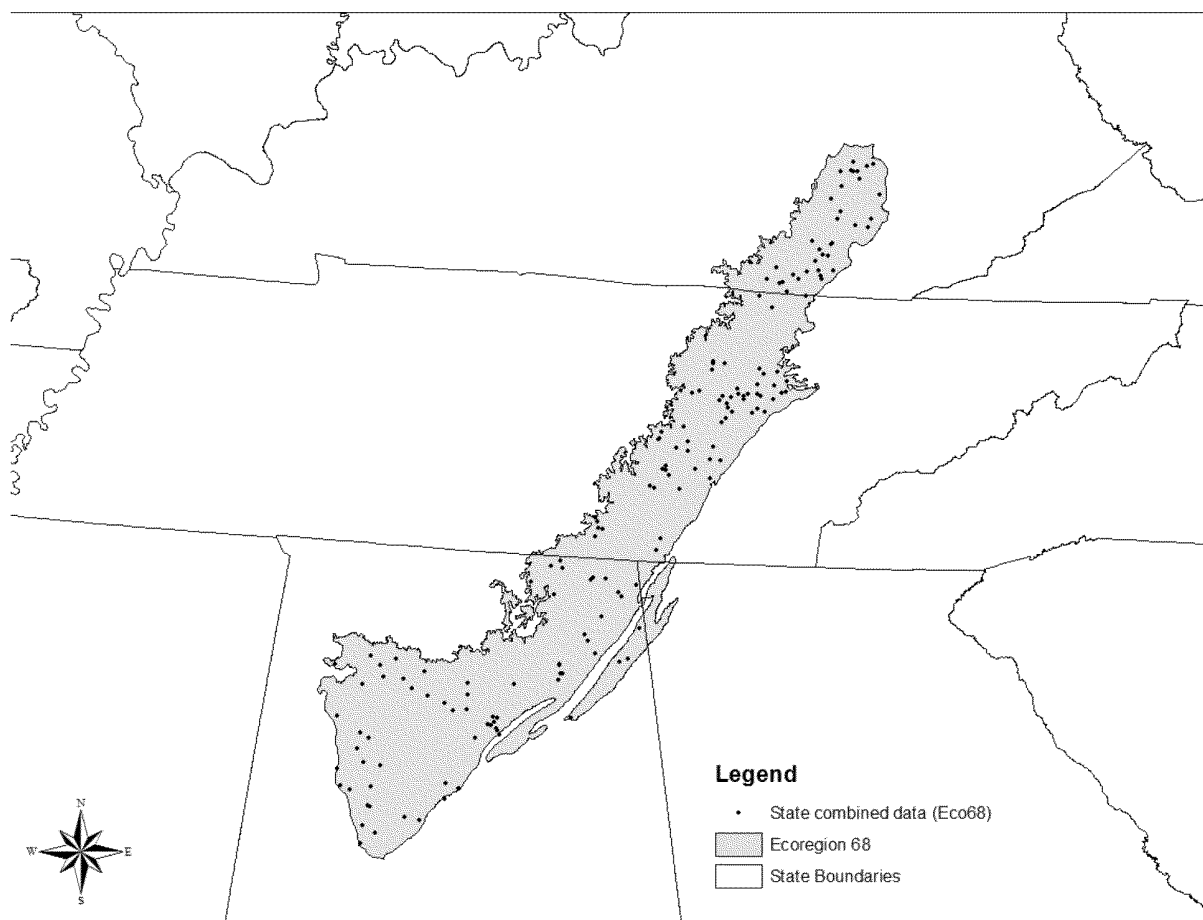 Legend
State combined data (Eco68)
Ecoregion 68
State Boundaries
N
W E
S